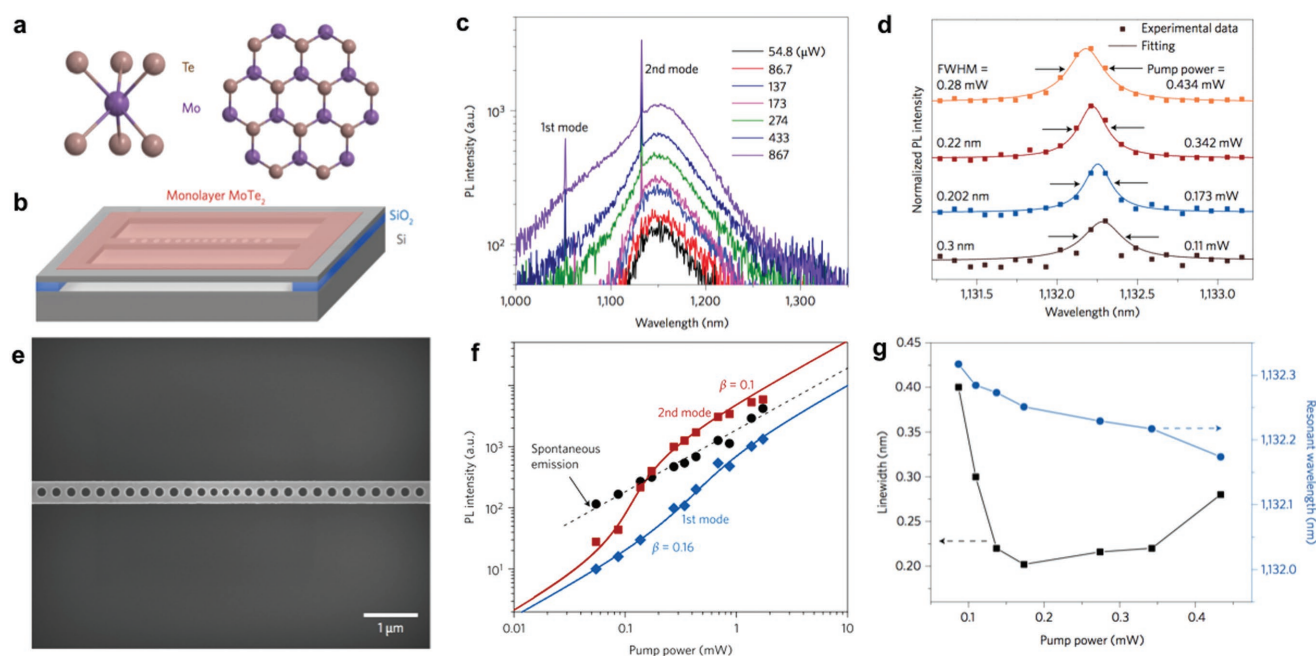 a
Te
Mo
b
Monolayer MoTe2
SiO2
Si
c
PL intensity (a.u.)
10³
10²
1st mode
2nd mode
54.8 (μW)
86.7
137
173
274
433
867
1,000
1,100
1,200
1,300
Wavelength (nm)
d
Normalized PL intensity
Experimental data
Fitting
FWHM =
0.28 mW
Pump power =
0.434 mW
0.22 nm
0.342 mW
0.202 nm
0.173 mW
0.3 nm
0.11 mW
1,131.5
1,132.0
1,132.5
1,133.0
Wavelength (nm)
e
1 μm
f
PL intensity (a.u.)
10⁴
10³
10²
10¹
β = 0.1
2nd mode
Spontaneous
emission
1st mode
β = 0.16
0.01
0.1
1
10
Pump power (mW)
g
Linewidth (nm)
0.45
0.40
0.35
0.30
0.25
0.20
1,132.3
1,132.2
1,132.1
1,132.0
Resonant wavelength (nm)
0.1
0.2
0.3
0.4
Pump power (mW)